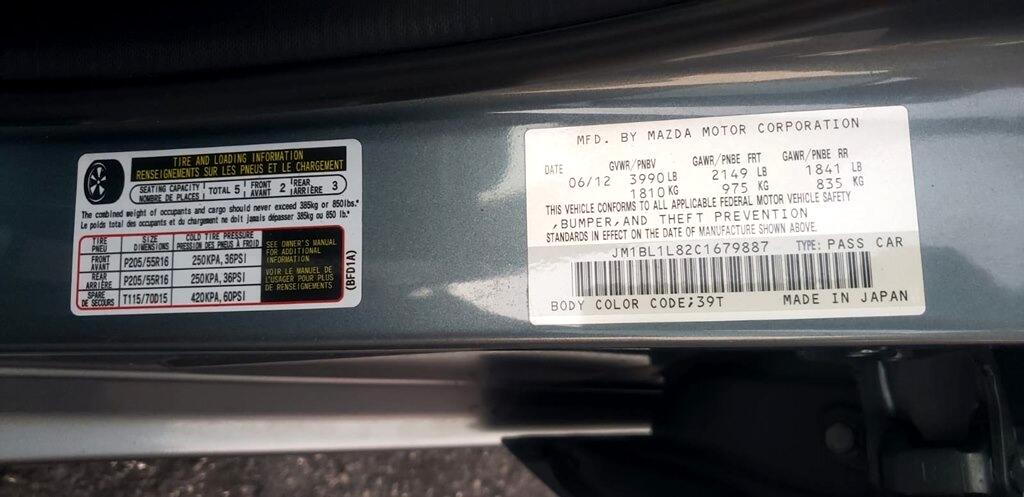 TIRE AND LOADING INFORMATION
RENSEIGNEMENTS SUR LES PNEUS ET LE CHARGEMENT
SEATING CAPACITY TOTAL 5 FRONT 2 REAR 3
NOMBRE DE PLACES AVANT ARRIÈRE
The combined weight of occupants and cargo should never exceed 385kg or 850lbs."
Le poids total des occupants et du chargement ne doit jamais dépasser 385kg ou 850 lb."
TIRE SIZE COLD TIRE PRESSURE
PNEU DIMENSIONS PRESSION DES PNEUS À FROID
FRONT AVANT P205/55R16 250KPA,36PSI
REAR ARRIÈRE P205/55R16 250KPA,36PSI
SPARE DE SECOURS T115/70D15 420KPA,60PSI
SEE OWNER'S MANUAL
FOR ADDITIONAL
INFORMATION
VOIR LE MANUEL DE
L'USAGER POUR PLUS
DE RENSEIGNEMENTS
(BFD1A)
MFD. BY MAZDA MOTOR CORPORATION
DATE GVWR/PNBV GAWR/PNBE FRT GAWR/PNBE RR
06/12 3990 LB 2149 LB 1841 LB
1810 KG 975 KG 835 KG
THIS VEHICLE CONFORMS TO ALL APPLICABLE FEDERAL MOTOR VEHICLE SAFETY
,BUMPER,AND THEFT PREVENTION
STANDARDS IN EFFECT ON THE DATE OF MANUFACTURE SHOWN ABOVE.
JM1BL1L82C1679887 TYPE: PASS CAR
BODY COLOR CODE;39T MADE IN JAPAN